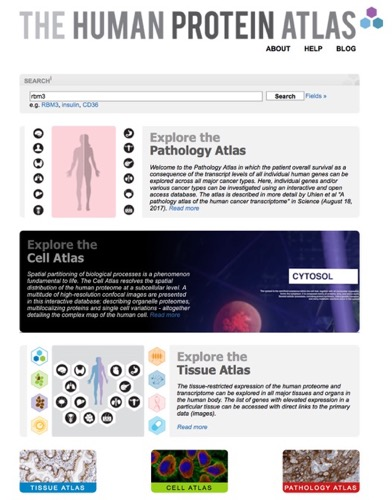 THE HUMAN PROTEIN ATLAS
ABOUT HELP BLOG
SEARCH
rbm3 Search Fields »
e.g. RBM3, insulin, CD36
Explore the
Pathology Atlas
Welcome to the Pathology Atlas in which the patient overall survival as a
consequence of the transcript levels of all individual human genes can be
explored across all major cancer types. Here, individual genes and/or
various cancer types can be investigated using an interactive and open
access database. The atlas is described in more detail by Uhlen et al "A
pathology atlas of the human cancer transcriptome" in Science (August 18,
2017). Read more
Explore the
Cell Atlas
Spatial partitioning of biological processes is a phenomenon
fundamental to life. The Cell Atlas resolves the spatial
distribution of the human proteome at a subcellular level. A
multitude of high-resolution confocal images are presented
in this interactive database; describing organelle proteomes,
multilocalizing proteins and single cell variations - altogether
detailing the complex map of the human cell. Read more
CYTOSOL
Explore the
Tissue Atlas
The tissue-restricted expression of the human proteome and
transcriptome can be explored in all major tissues and organs in
the human body. The list of genes with elevated expression in a
particular tissue can be accessed with direct links to the primary
data (images).
Read more
TISSUE ATLAS
CELL ATLAS
PATHOLOGY ATLAS